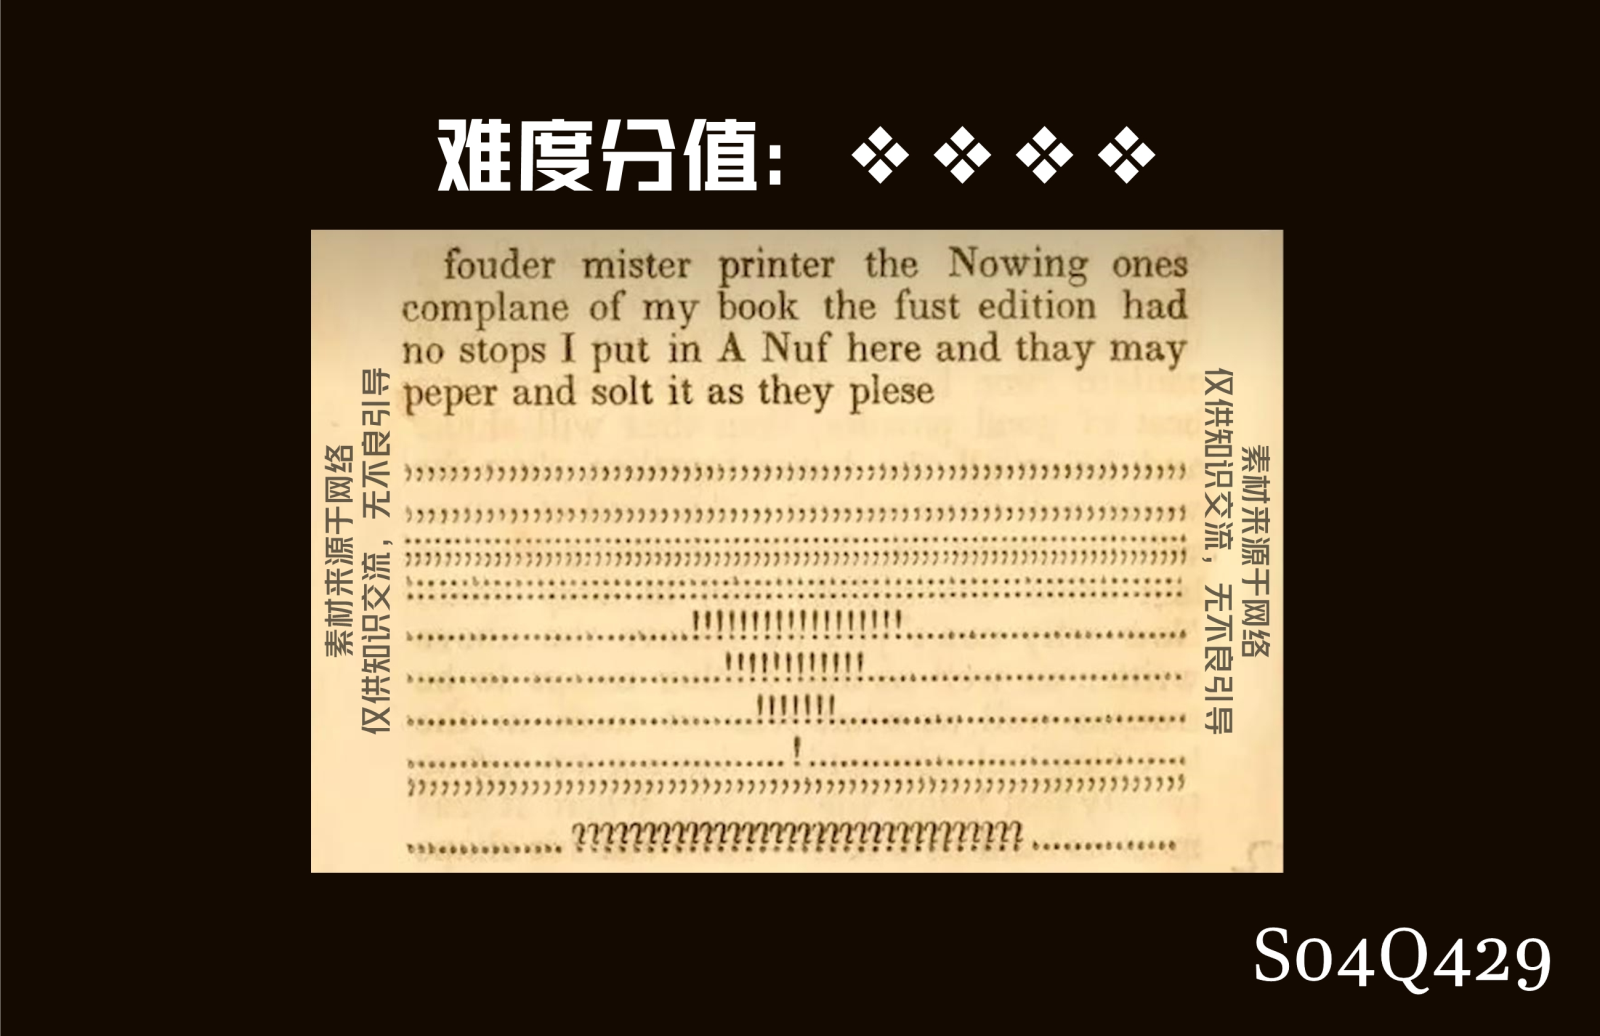 难度分值： ❖ ❖ ❖ ❖
fouder mister printer the Nowing ones
complane of my book the fust edition had
no stops I put in A Nuf here and thay may
peper and solt it as they plese
,,,,,,,,,,,,,,,,,,,,,,,,,,,,,,,,,,,,,,,,,,,,,,,,,,
;;;;;;;;;;;;;;;;;;;;;;;;;;;;;;;;;;;;;;;;;;;;;;;;;;
::::::::::::::::::::::::::::::::::::::::::::::::::
..................!!!!!!!!!!!!!!!!!!..................
.....................!!!!!!!!!!!!.....................
........................!!!!!!!........................
...........................!...........................
,,,,,,,,,,,,,,,,,,,,,,,,,,,,,,,,,,,,,,,,,,,,,,,,,,
..............??????????????????????????????..............
素材来源于网络
仅供知识交流，无不良引导
仅供知识交流，无不良引导
素材来源于网络
S04Q429